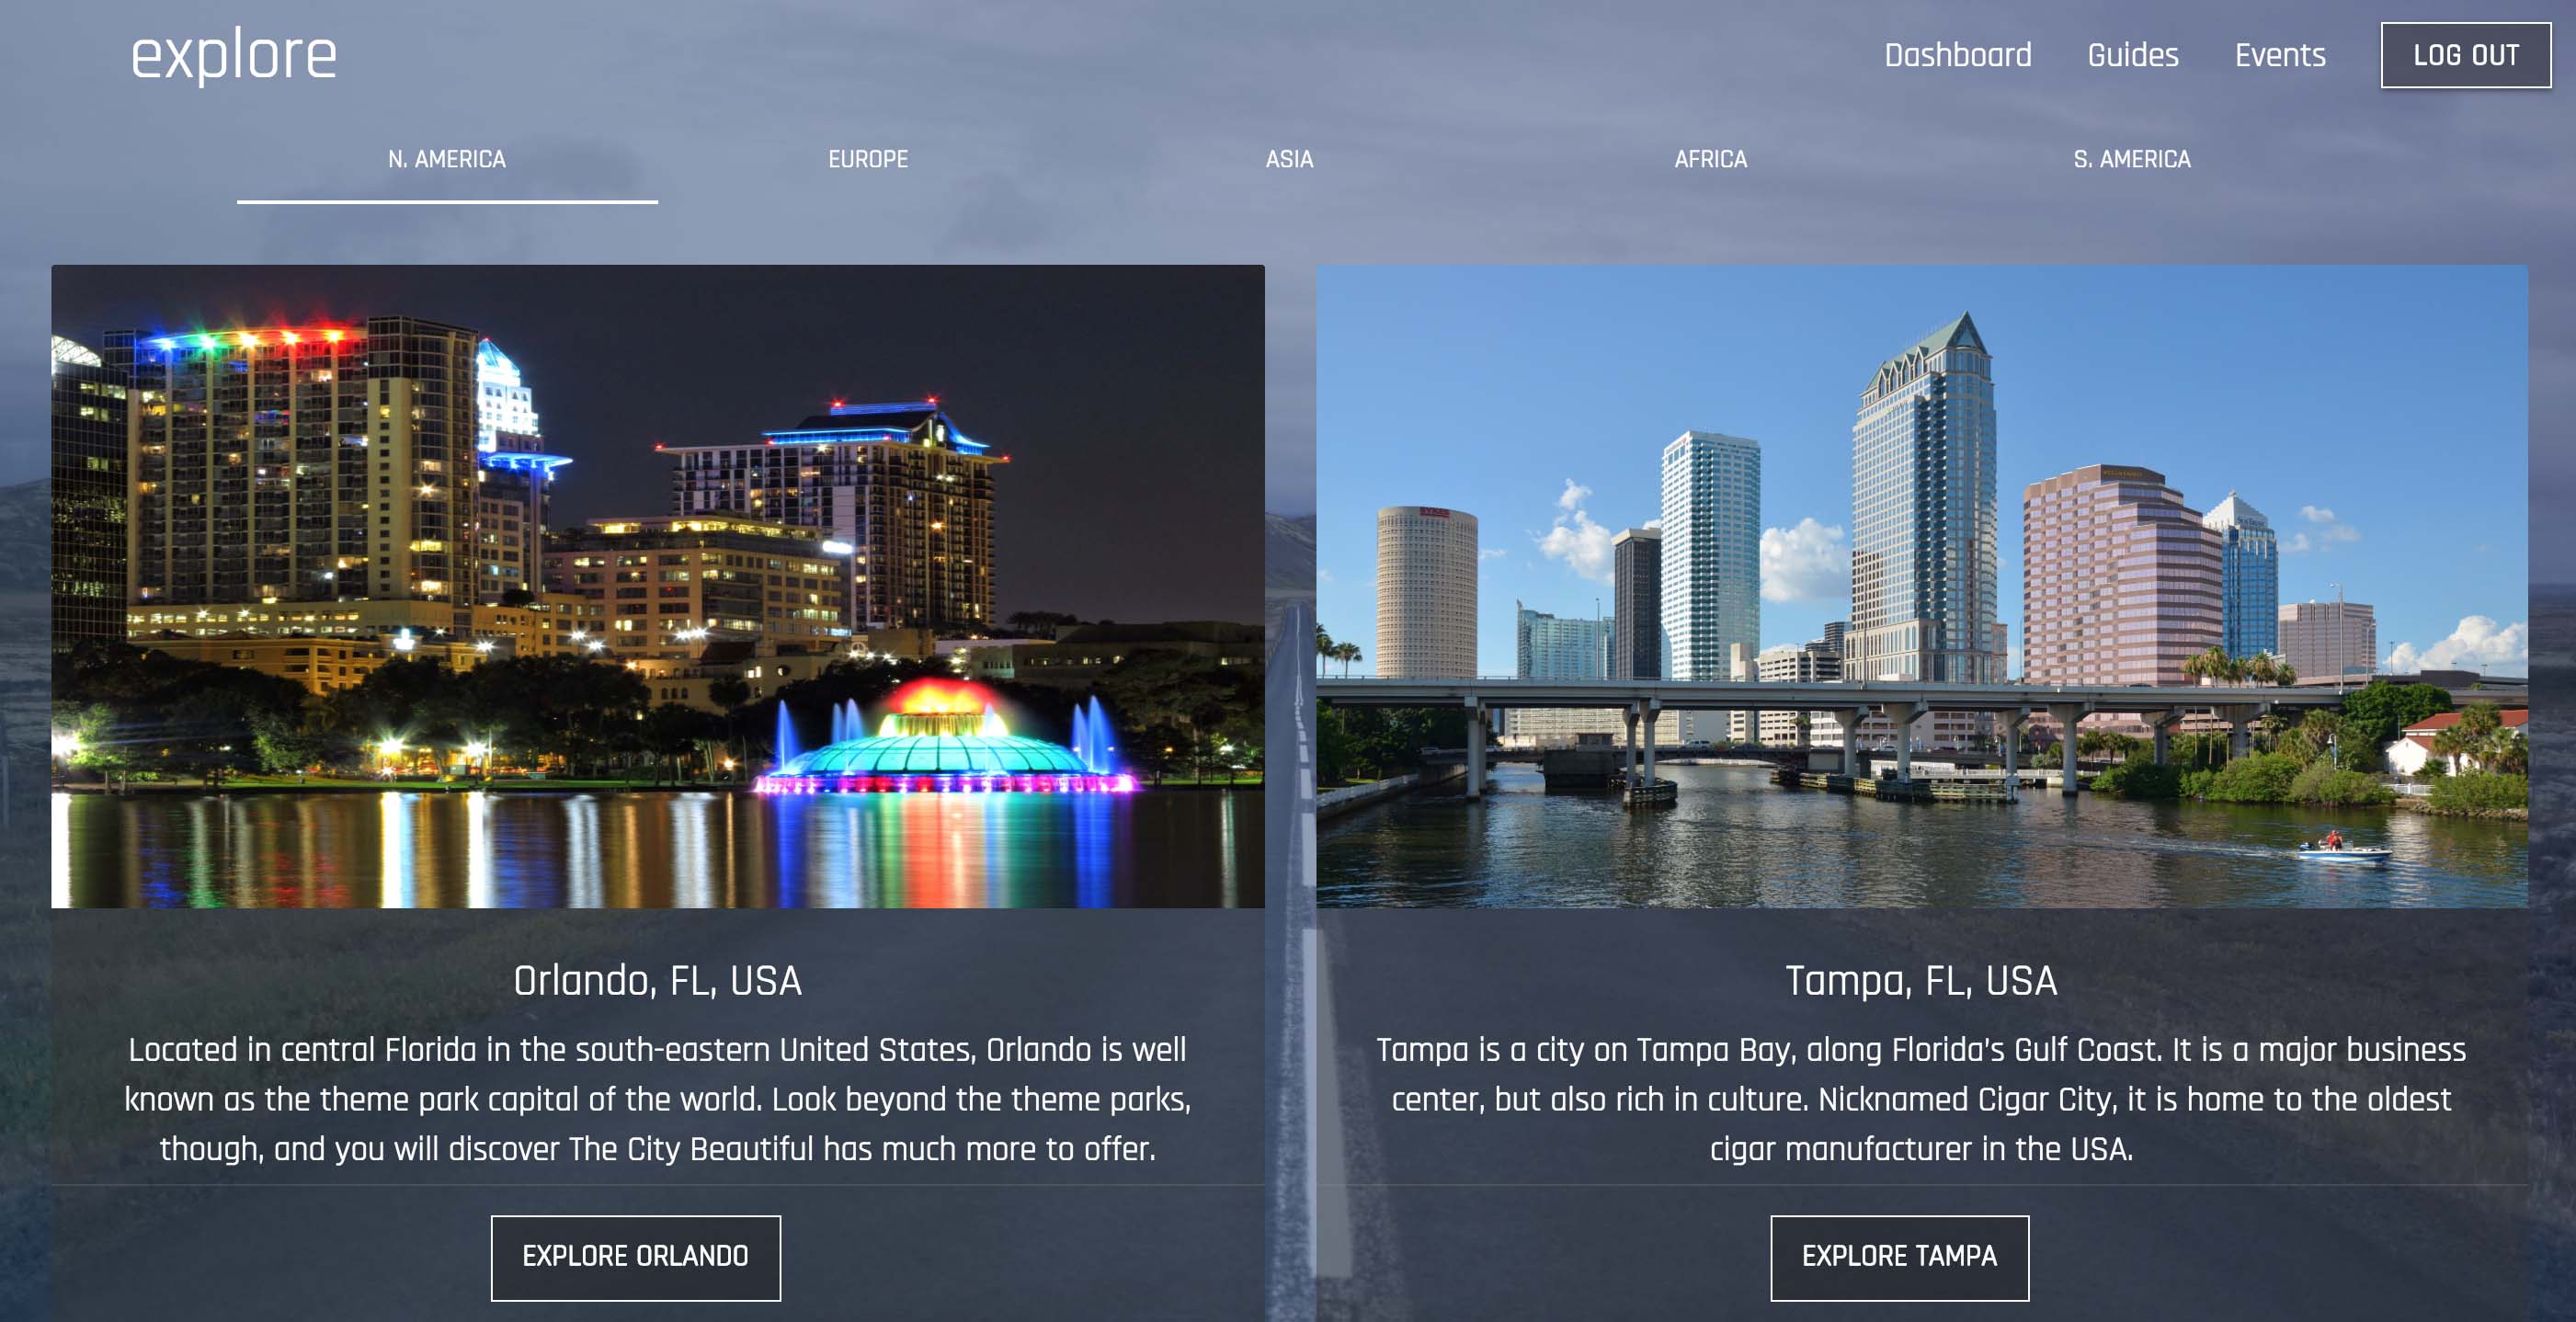 explore
Dashboard Guides Events LOG OUT
N. AMERICA EUROPE ASIA AFRICA S. AMERICA
SYKES
Orlando, FL, USA
Located in central Florida in the south-eastern United States, Orlando is well
known as the theme park capital of the world. Look beyond the theme parks,
though, and you will discover The City Beautiful has much more to offer.
EXPLORE ORLANDO
Tampa, FL, USA
Tampa is a city on Tampa Bay, along Florida's Gulf Coast. It is a major business
center, but also rich in culture. Nicknamed Cigar City, it is home to the oldest
cigar manufacturer in the USA.
EXPLORE TAMPA